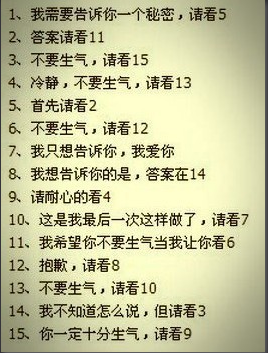 1、我需要告诉你一个秘密，请看5
2、答案请看11
3、不要生气，请看15
4、冷静，不要生气，请看13
5、首先请看2
6、不要生气，请看12
7、我只想告诉你，我爱你
8、我想告诉你的是，答案在14
9、请耐心的看4
10、这是我最后一次这样做了，请看7
11、我希望你不要生气当我让你看6
12、抱歉，请看8
13、不要生气，请看10
14、我不知道怎么说，但请看3
15、你一定十分生气，请看9